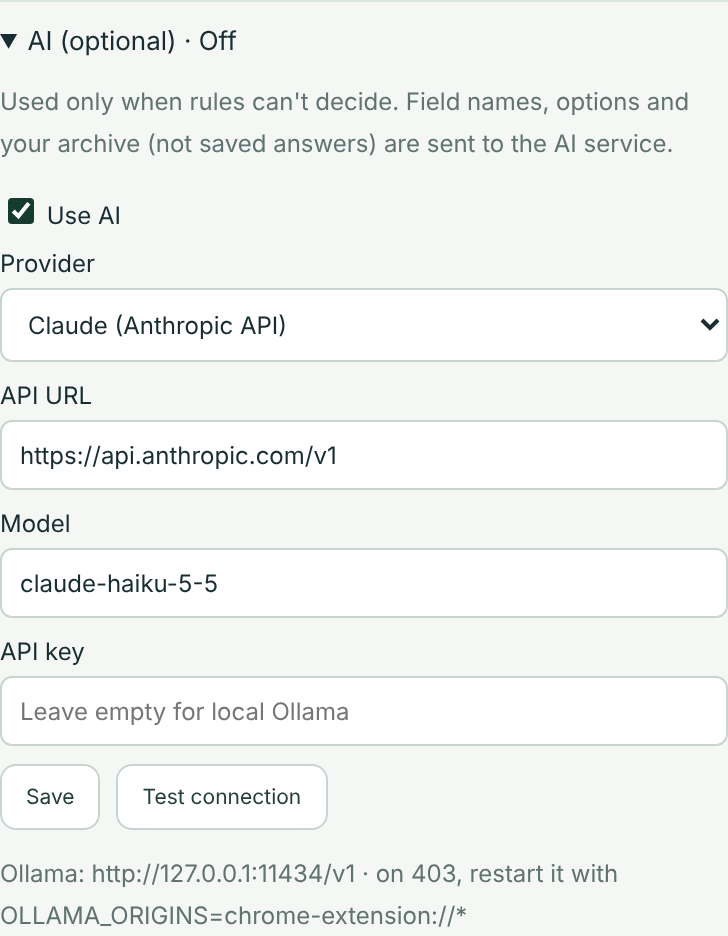 ▼ AI (optional) · Off
Used only when rules can't decide. Field names, options and
your archive (not saved answers) are sent to the AI service.
Use AI
Provider
Claude (Anthropic API)
API URL
https://api.anthropic.com/v1
Model
claude-haiku-5-5
API key
Leave empty for local Ollama
Save Test connection
Ollama: http://127.0.0.1:11434/v1 · on 403, restart it with
OLLAMA_ORIGINS=chrome-extension://*